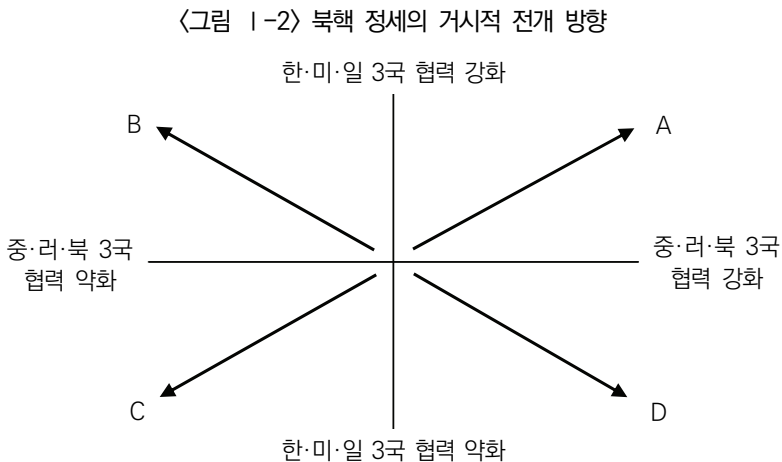 〈그림 Ⅰ-2〉 북핵 정세의 거시적 전개 방향
한·미·일 3국 협력 강화
B
A
중·러·북 3국
협력 약화
중·러·북 3국
협력 강화
C
D
한·미·일 3국 협력 약화